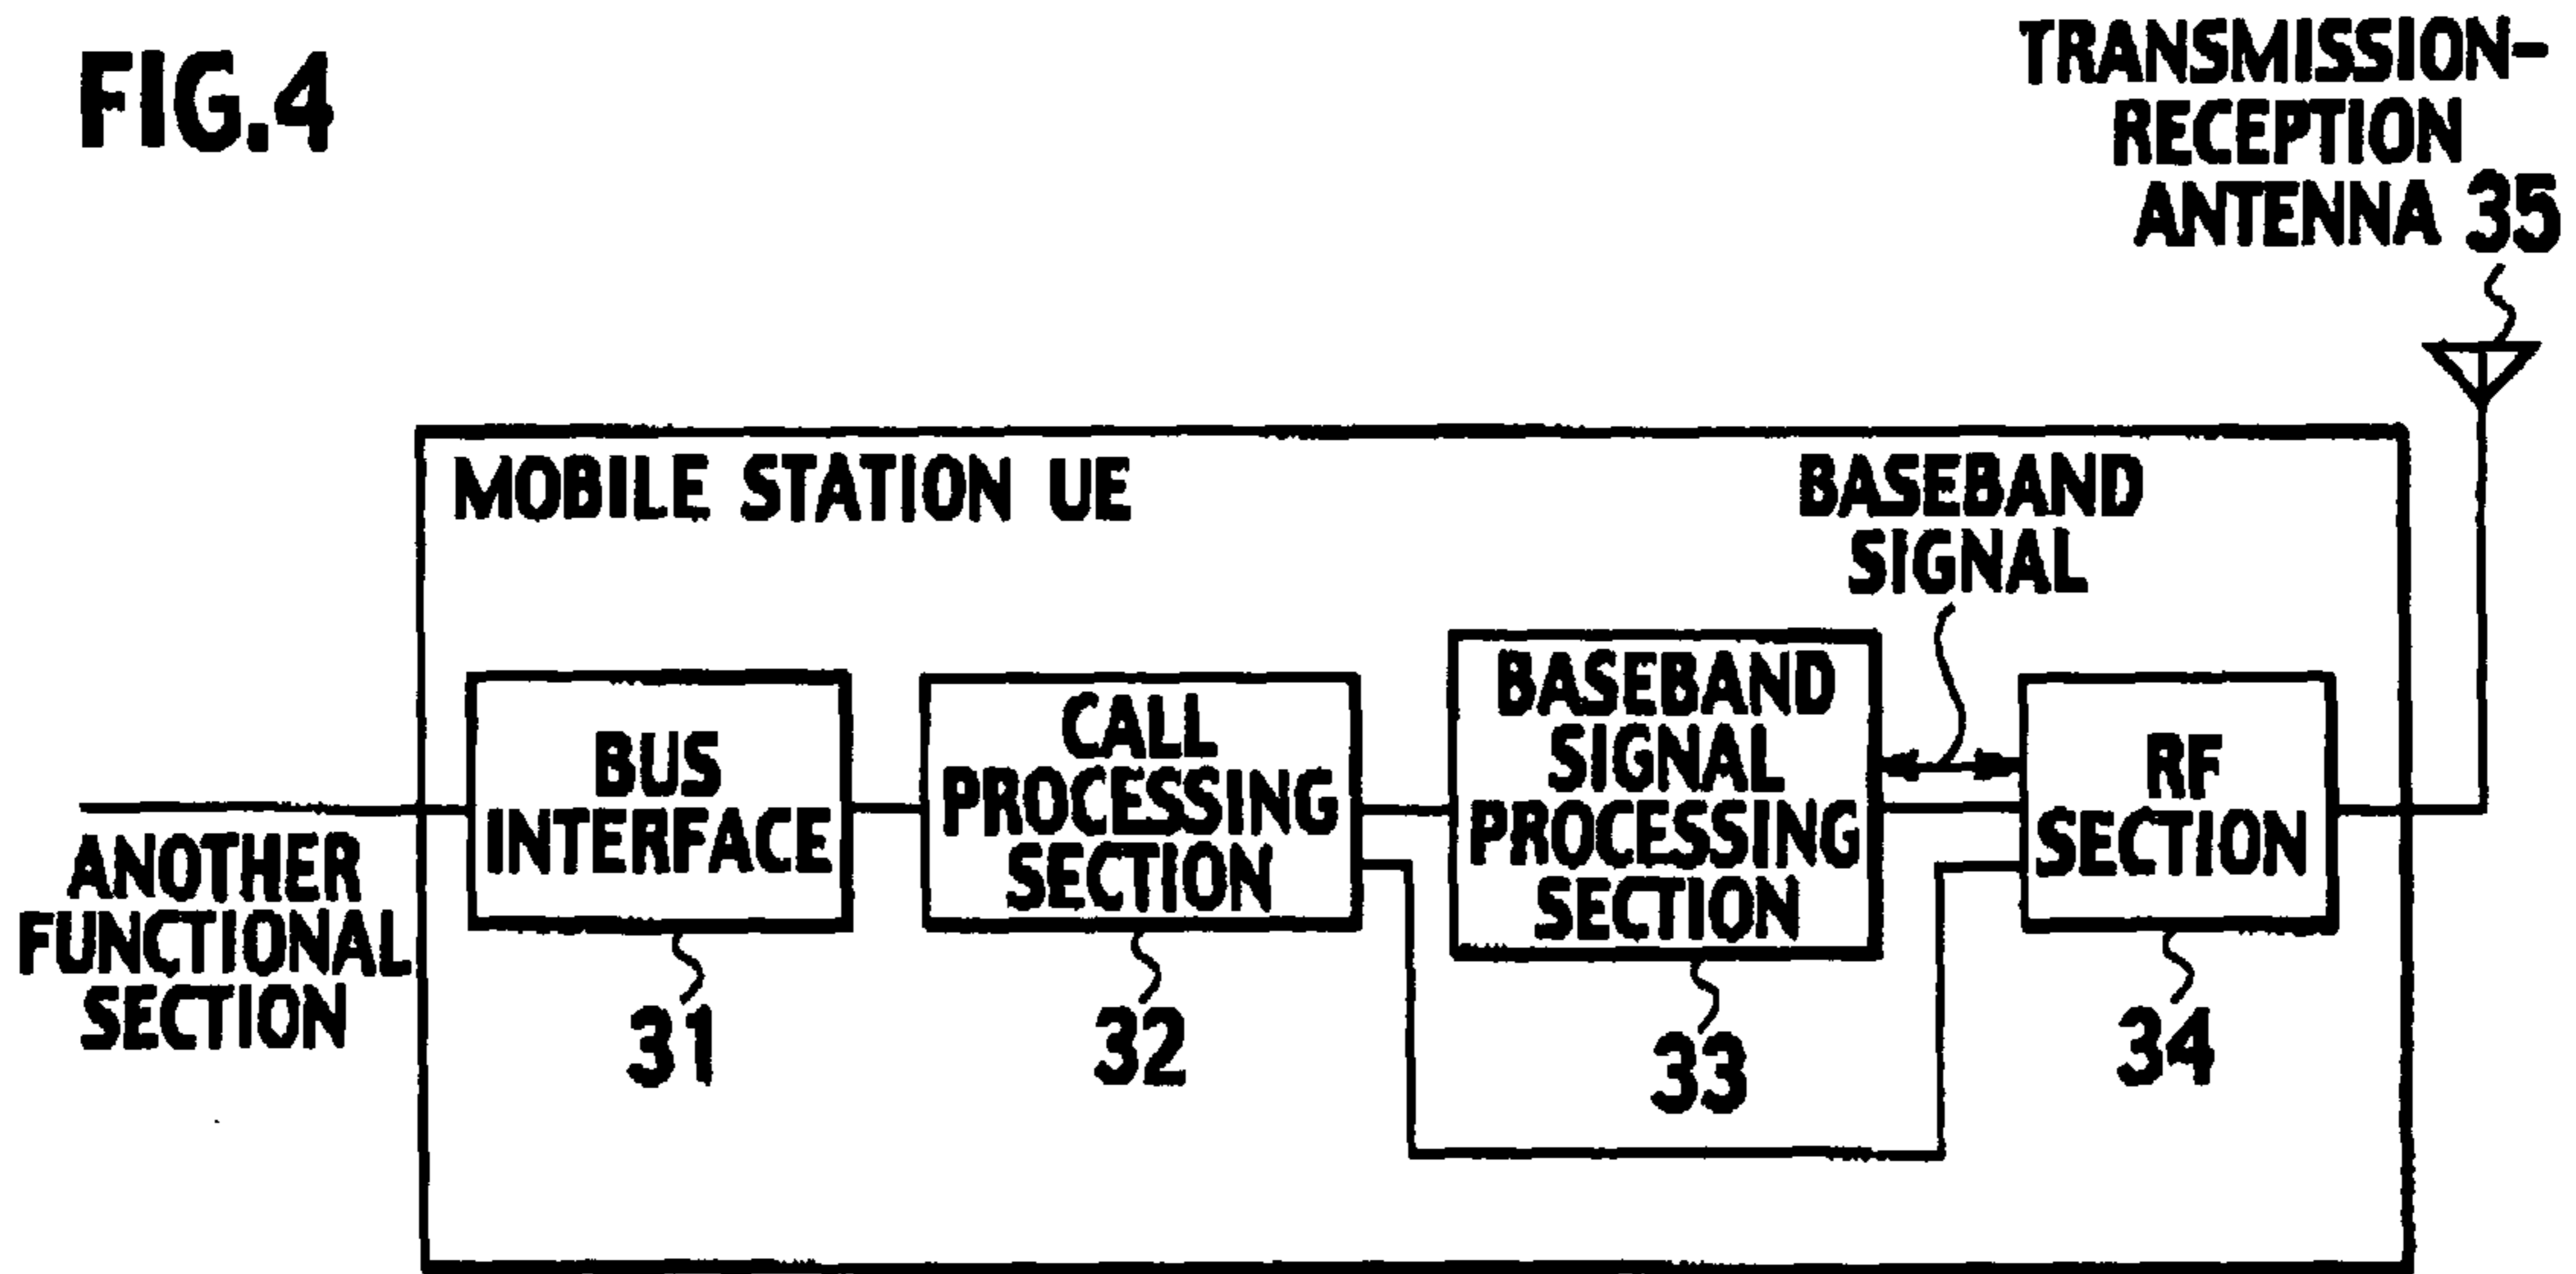 FIG.4
TRANSMISSION-
RECEPTION
ANTENNA 35
MOBILE STATION UE
BASEBAND
SIGNAL
BUS
INTERFACE
CALL
PROCESSING
SECTION
BASEBAND
SIGNAL
PROCESSING
SECTION
RF
SECTION
ANOTHER
FUNCTIONAL
SECTION
31
32
33
34